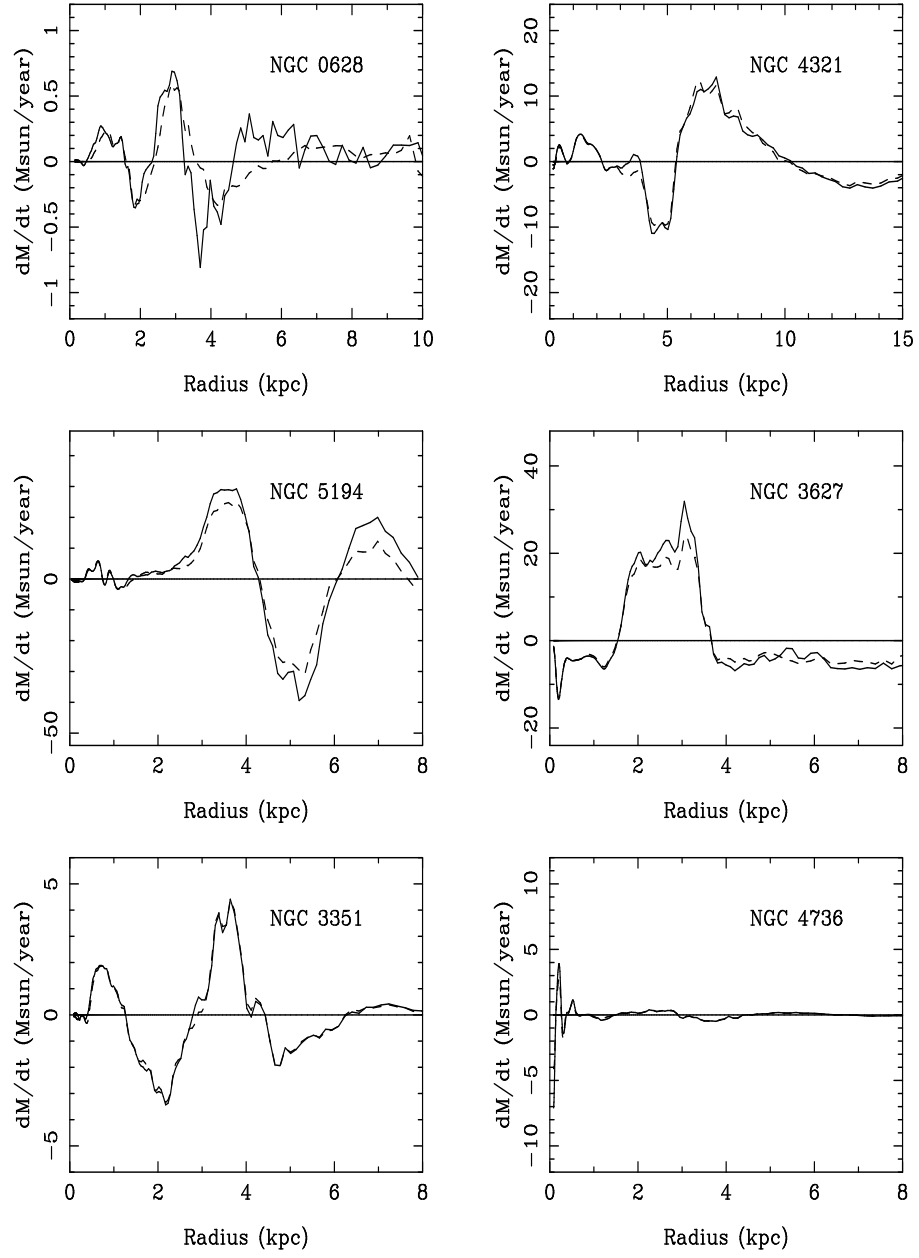 NGC 0628
dM/dt (Msun/year)
1
0.5
0
−0.5
−1
0 2 4 6 8 10
Radius (kpc)
NGC 4321
dM/dt (Msun/year)
20
10
0
−10
−20
0 5 10 15
Radius (kpc)
NGC 5194
dM/dt (Msun/year)
0
−50
0 2 4 6 8
Radius (kpc)
NGC 3627
dM/dt (Msun/year)
40
20
0
−20
0 2 4 6 8
Radius (kpc)
NGC 3351
dM/dt (Msun/year)
5
0
−5
0 2 4 6 8
Radius (kpc)
NGC 4736
dM/dt (Msun/year)
10
5
0
−5
−10
0 2 4 6 8
Radius (kpc)